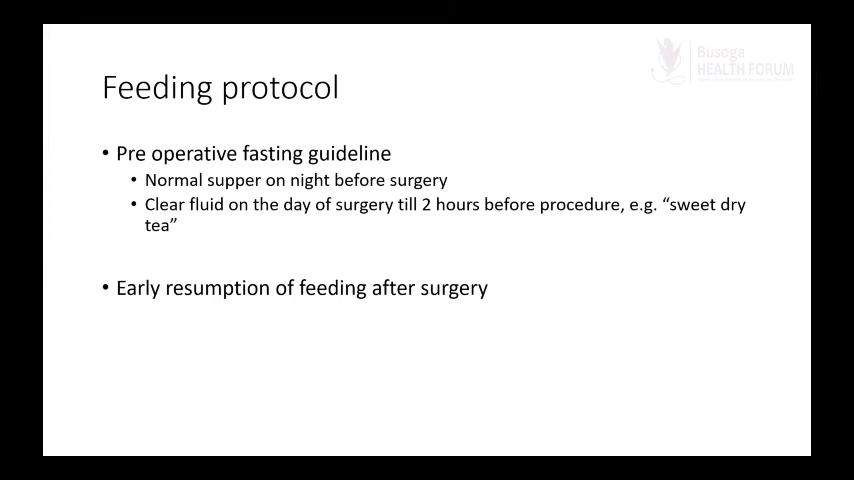 Busoga
HEALTH FORUM
Feeding protocol
• Pre operative fasting guideline
• Normal supper on night before surgery
• Clear fluid on the day of surgery till 2 hours before procedure, e.g. “sweet dry
tea”
• Early resumption of feeding after surgery